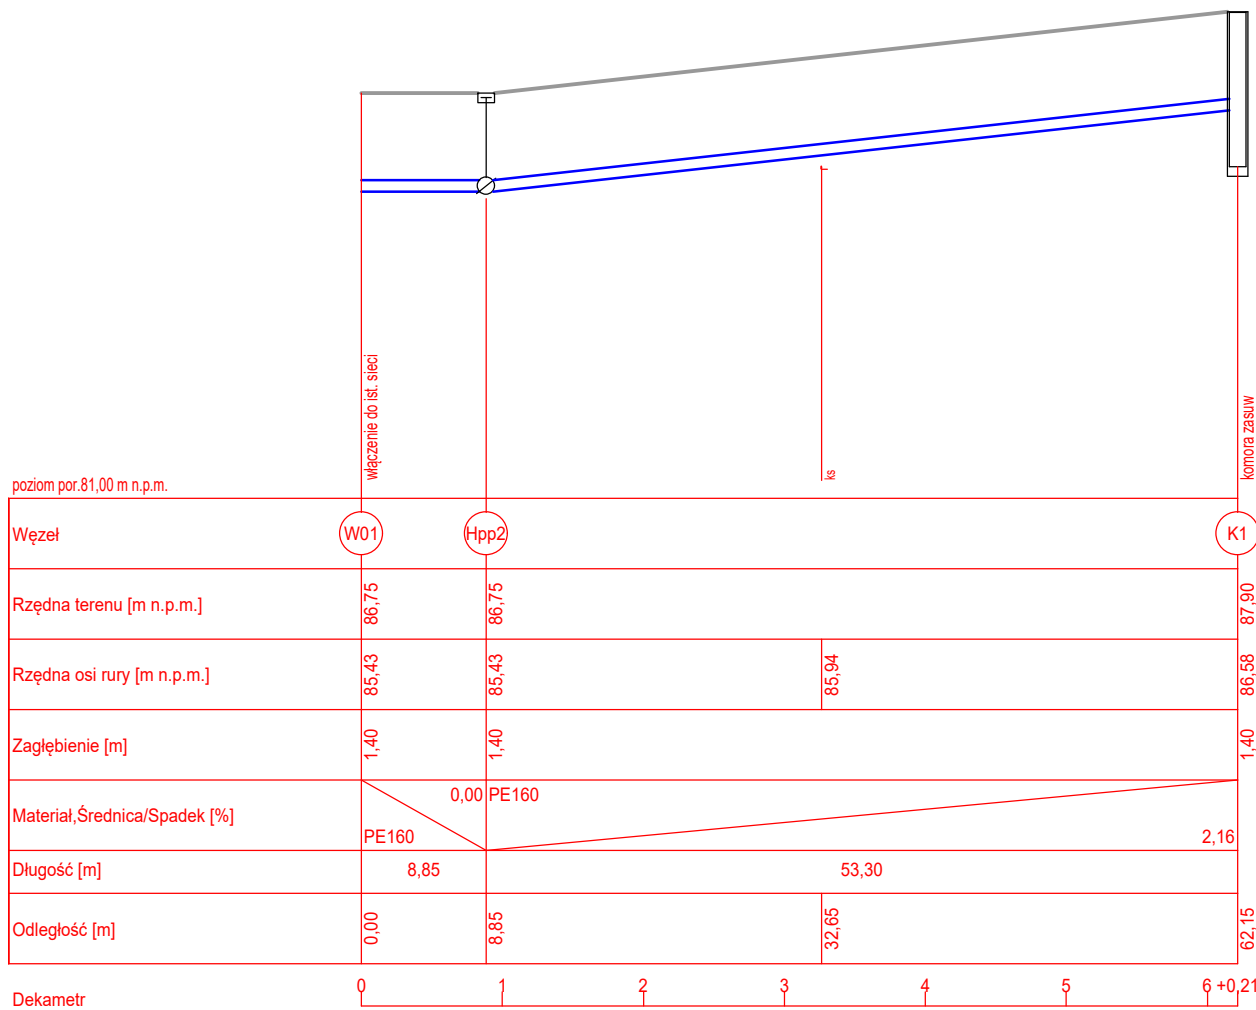 włączenie do ist. sieci
ks
komora zasuw
poziom por.81,00 m n.p.m.
Węzeł W01 Hpp2 K1
Rzędna terenu [m n.p.m.] 86,75 86,75 87,90
Rzędna osi rury [m n.p.m.] 85,43 85,43 85,94 86,58
Zagłębienie [m] 1,40 1,40 1,40
Materiał,Średnica/Spadek [%] PE160 0,00 PE160 2,16
Długość [m] 8,85 53,30
Odległość [m] 0,00 8,85 32,65 62,15
Dekametr 0 1 2 3 4 5 6 +0,21